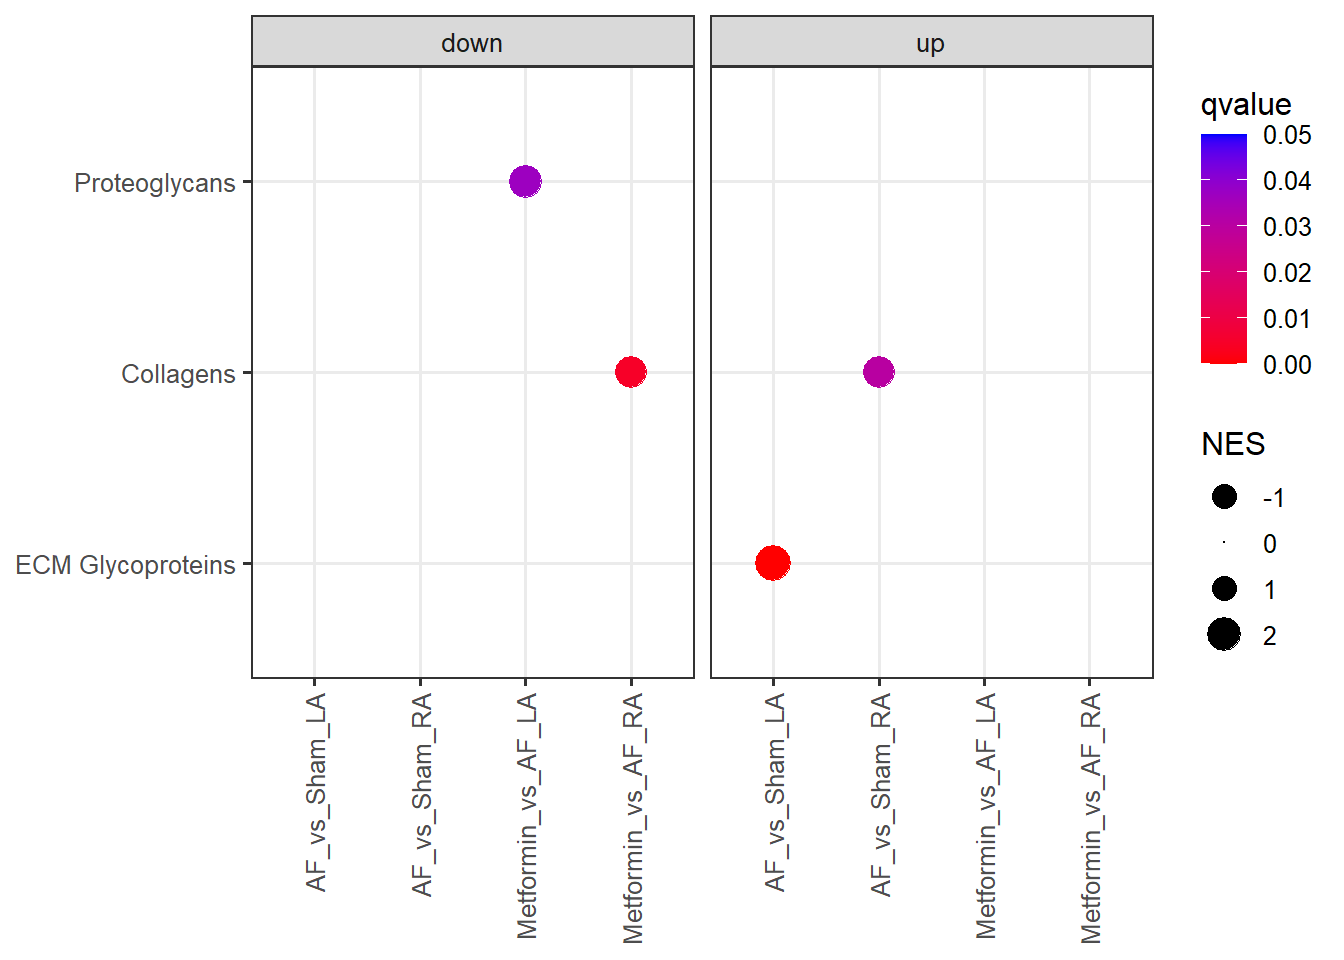 down
up
Proteoglycans
Collagens
ECM Glycoproteins
AF_vs_Sham_LA
AF_vs_Sham_RA
Metformin_vs_AF_LA
Metformin_vs_AF_RA
AF_vs_Sham_LA
AF_vs_Sham_RA
Metformin_vs_AF_LA
Metformin_vs_AF_RA
qvalue
0.05
0.04
0.03
0.02
0.01
0.00
NES
-1
0
1
2